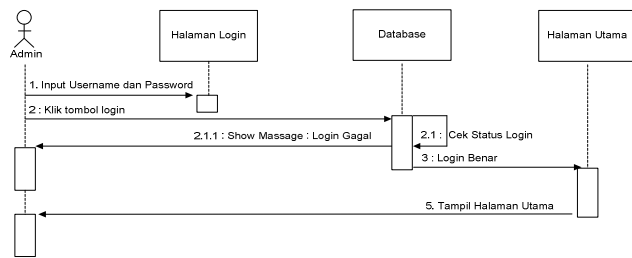 Halaman Login
Database
Halaman Utama
Admin
1. Input Username dan Password
2 : Klik tombol login
2.1.1 : Show Massage : Login Gagal
2.1 : Cek Status Login
3 : Login Benar
5. Tampil Halaman Utama